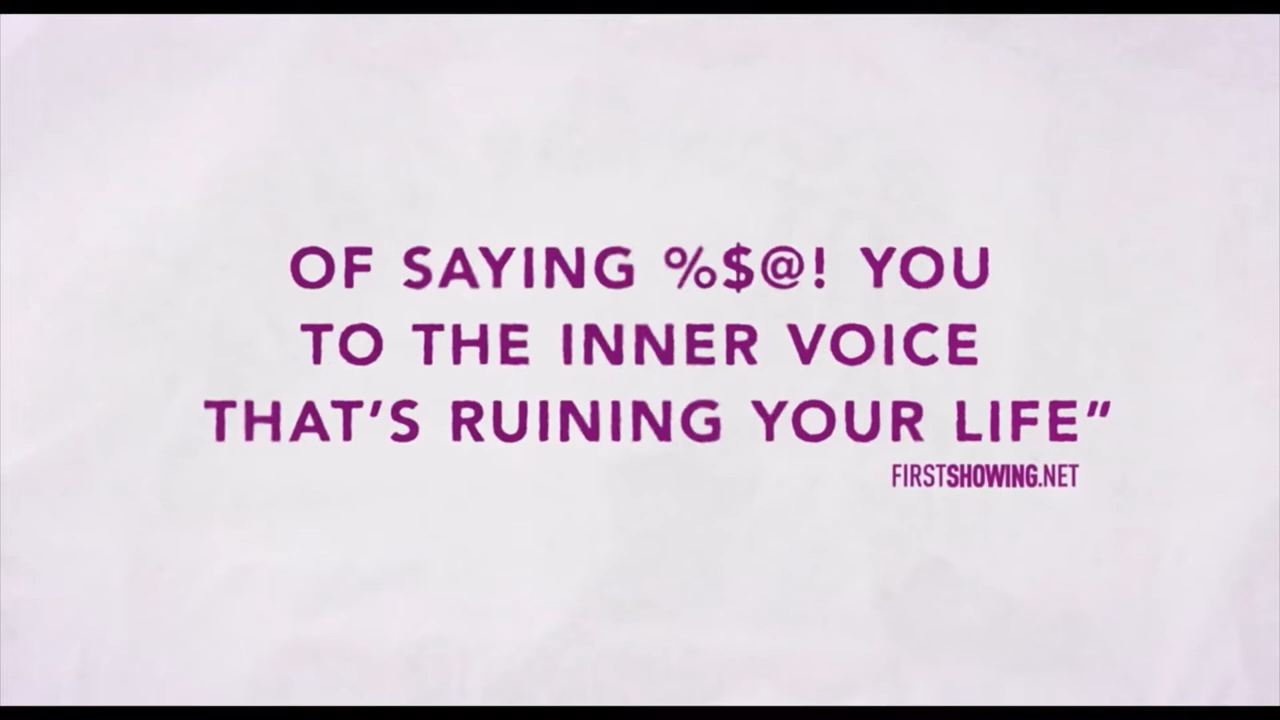 OF SAYING %$@! YOU
TO THE INNER VOICE
THAT’S RUINING YOUR LIFE”
FIRSTSHOWING.NET